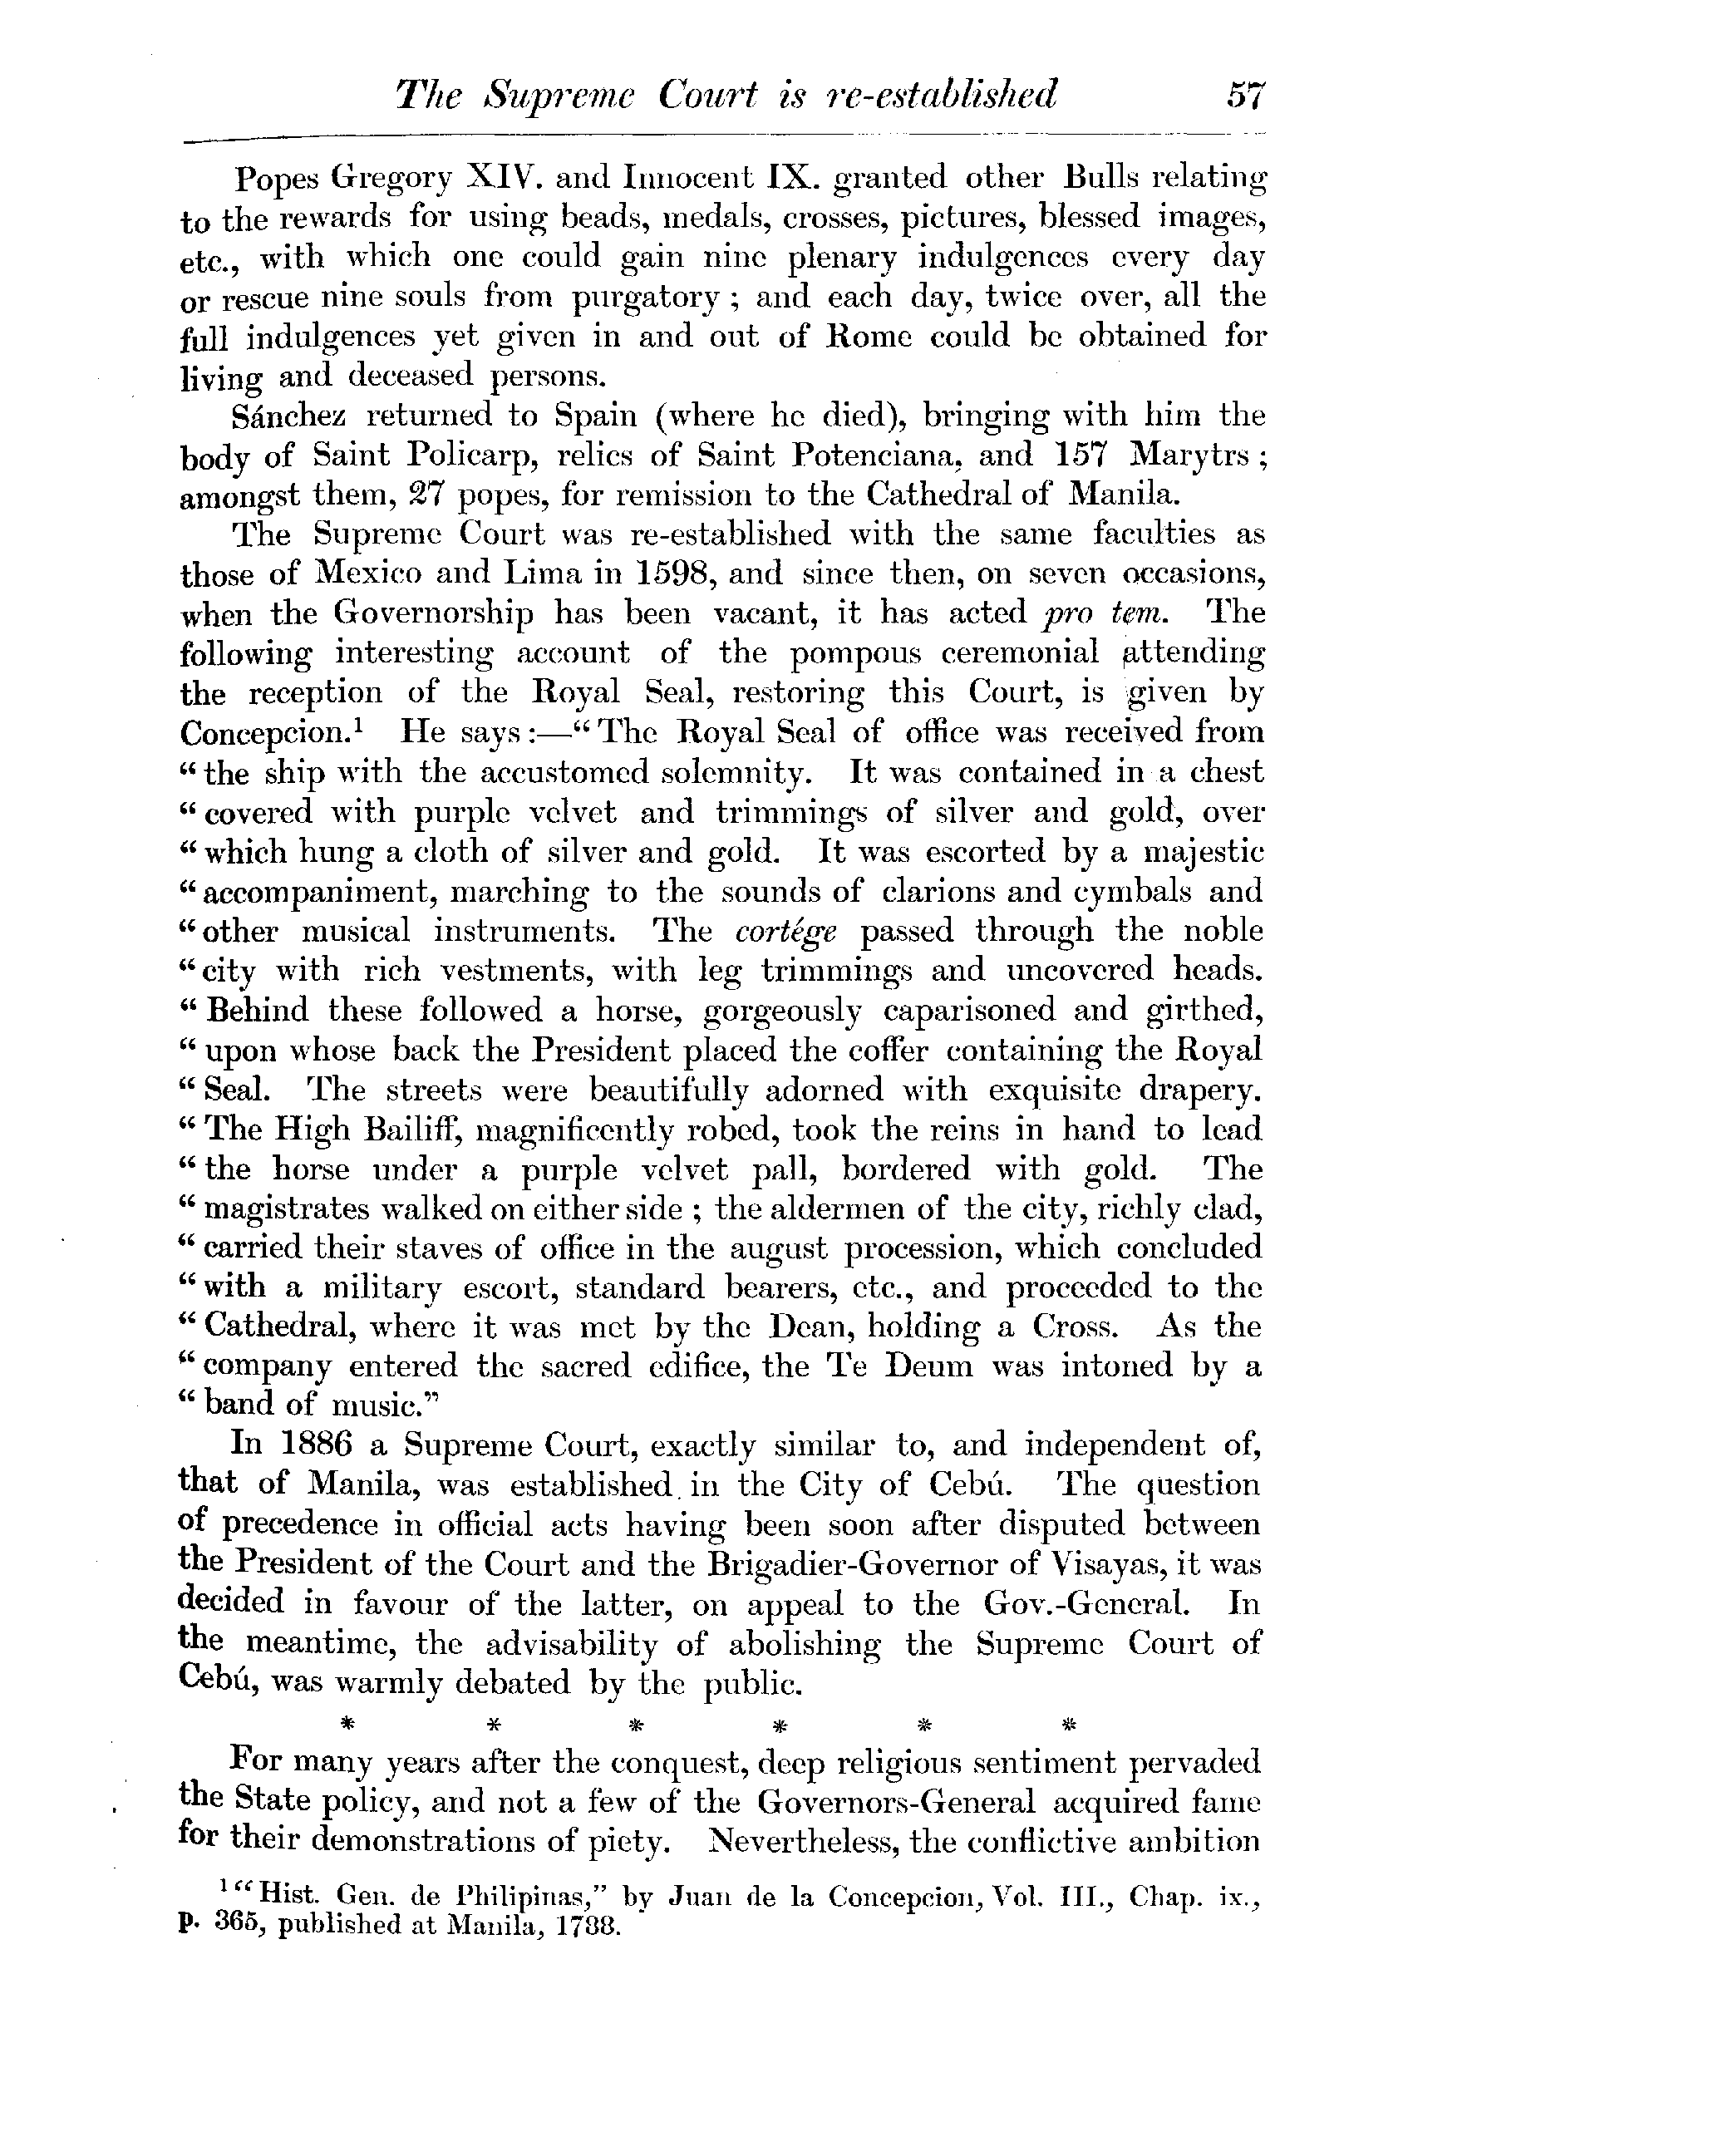 The Supreme Court is re-established 57
Popes Gregory XIV. and Innocent IX. granted other Bulls relating
to the rewards for using beads, medals, crosses, pictures, blessed images,
etc., with which one could gain nine plenary indulgences every day
or rescue nine souls from purgatory ; and each day, twice over, all the
full indulgences yet given in and out of Rome could be obtained for
living and deceased persons.
Sánchez returned to Spain (where he died), bringing with him the
body of Saint Policarp, relics of Saint Potenciana, and 157 Marytrs ;
amongst them, 27 popes, for remission to the Cathedral of Manila.
The Supreme Court was re-established with the same faculties as
those of Mexico and Lima in 1598, and since then, on seven occasions,
when the Governorship has been vacant, it has acted pro tem. The
following interesting account of the pompous ceremonial attending
the reception of the Royal Seal, restoring this Court, is given by
Concepcion.¹ He says :—“ The Royal Seal of office was received from
“ the ship with the accustomed solemnity. It was contained in a chest
“ covered with purple velvet and trimmings of silver and gold, over
“ which hung a cloth of silver and gold. It was escorted by a majestic
“ accompaniment, marching to the sounds of clarions and cymbals and
“ other musical instruments. The cortége passed through the noble
“ city with rich vestments, with leg trimmings and uncovered heads.
“ Behind these followed a horse, gorgeously caparisoned and girthed,
“ upon whose back the President placed the coffer containing the Royal
“ Seal. The streets were beautifully adorned with exquisite drapery.
“ The High Bailiff, magnificently robed, took the reins in hand to lead
“ the horse under a purple velvet pall, bordered with gold. The
“ magistrates walked on either side ; the aldermen of the city, richly clad,
“ carried their staves of office in the august procession, which concluded
“ with a military escort, standard bearers, etc., and proceeded to the
“ Cathedral, where it was met by the Dean, holding a Cross. As the
“ company entered the sacred edifice, the Te Deum was intoned by a
“ band of music.”
In 1886 a Supreme Court, exactly similar to, and independent of,
that of Manila, was established in the City of Cebú. The question
of precedence in official acts having been soon after disputed between
the President of the Court and the Brigadier-Governor of Visayas, it was
decided in favour of the latter, on appeal to the Gov.-General. In
the meantime, the advisability of abolishing the Supreme Court of
Cebú, was warmly debated by the public.
* * * * * *
For many years after the conquest, deep religious sentiment pervaded
the State policy, and not a few of the Governors-General acquired fame
for their demonstrations of piety. Nevertheless, the conflictive ambition
¹ “ Hist. Gen. de Philipinas,” by Juan de la Concepcion, Vol. III., Chap. ix.,
p. 365, published at Manila, 1788.